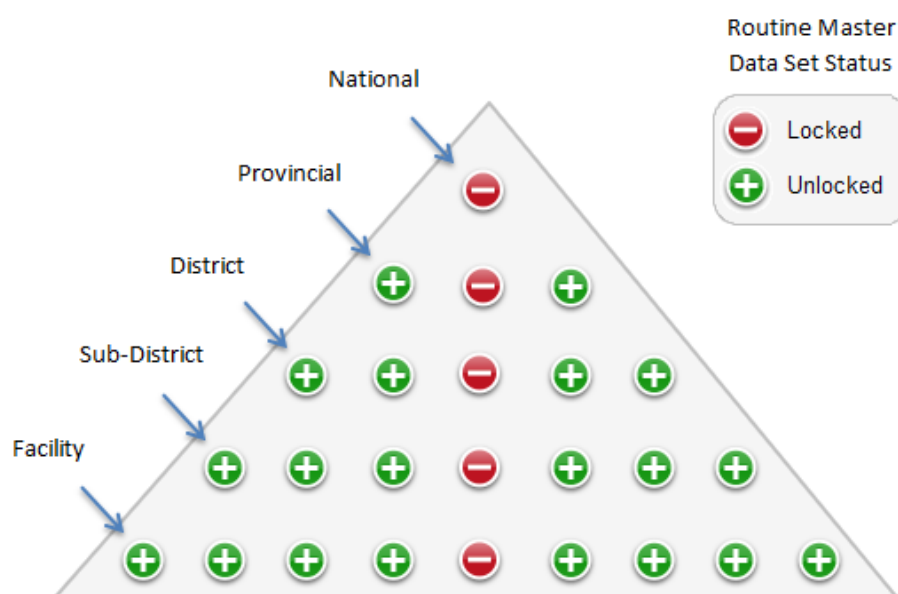 Routine Master
Data Set Status
Locked
Unlocked
National
Provincial
District
Sub-District
Facility